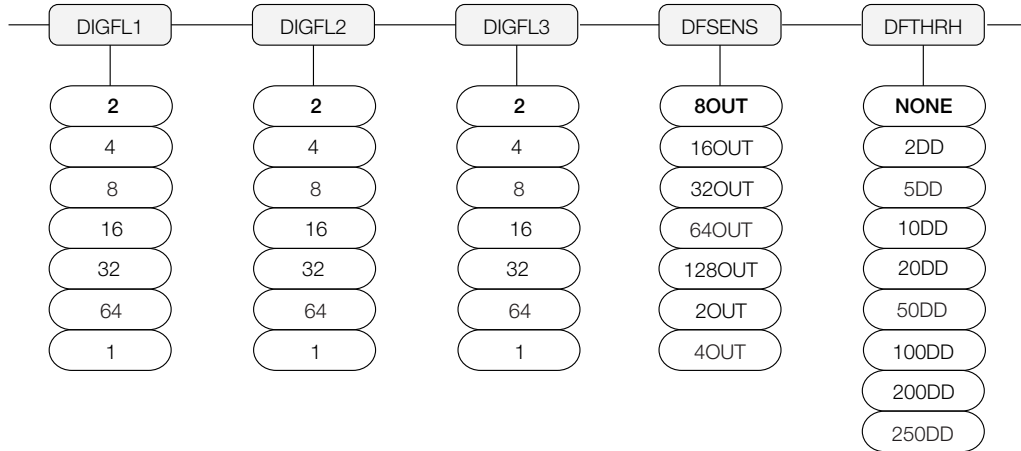 DIGFL1 DIGFL2 DIGFL3 DFSENS DFTHRH
2 2 2 8OUT NONE
4 4 4 16OUT 2DD
8 8 8 32OUT 5DD
16 16 16 64OUT 10DD
32 32 32 128OUT 20DD
64 64 64 2OUT 50DD
1 1 1 4OUT 100DD
200DD
250DD